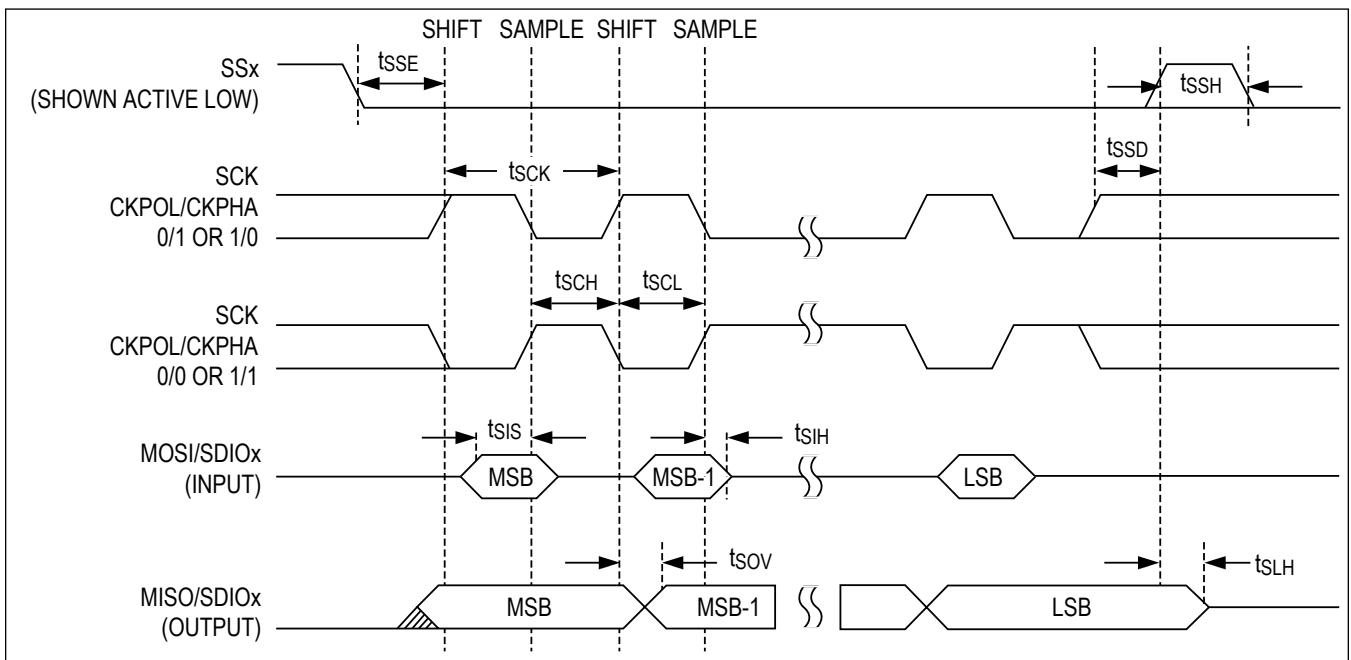 SHIFT SAMPLE SHIFT SAMPLE
SSx
(SHOWN ACTIVE LOW)
tSSE
tSSH
tSSD
SCK
CKPOL/CKPHA
0/1 OR 1/0
tSCK
tSCH
tSCL
SCK
CKPOL/CKPHA
0/0 OR 1/1
MOSI/SDIOx
(INPUT)
tSIS
tSIH
MSB
MSB-1
LSB
MISO/SDIOx
(OUTPUT)
tSOV
tSLH
MSB
MSB-1
LSB